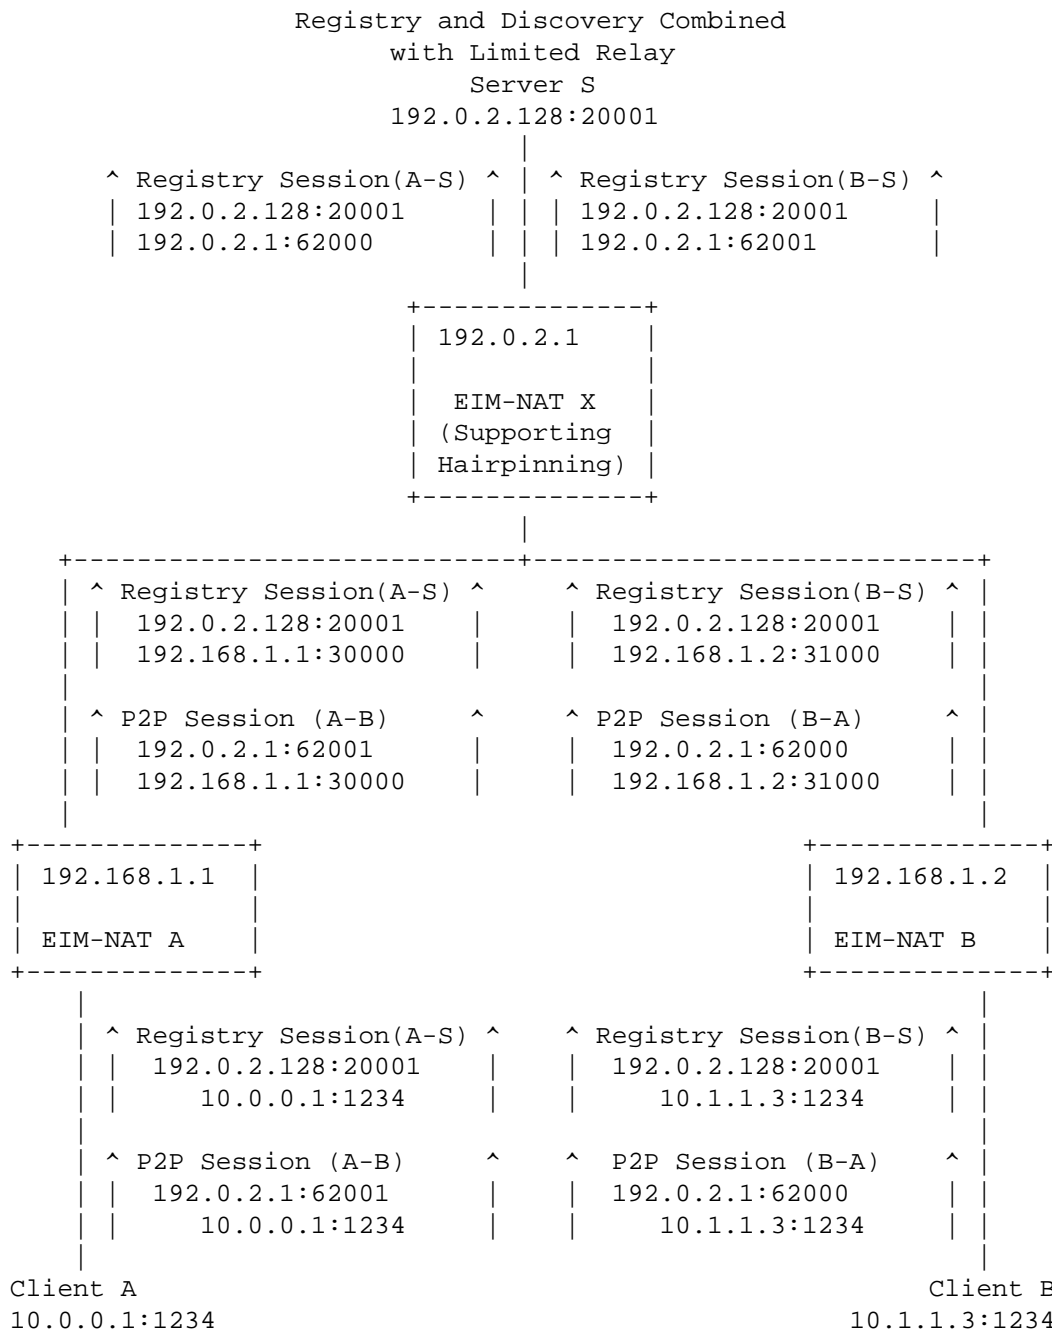 Registry and Discovery Combined
with Limited Relay
Server S
192.0.2.128:20001
|
^ Registry Session(A-S) ^ | ^ Registry Session(B-S) ^
| 192.0.2.128:20001 | | | 192.0.2.128:20001 |
| 192.0.2.1:62000 | | | 192.0.2.1:62001 |
|
+--------------+
| 192.0.2.1 |
| |
| EIM-NAT X |
| (Supporting |
| Hairpinning) |
+--------------+
|
+----------------------------+----------------------------+
| ^ Registry Session(A-S) ^ ^ Registry Session(B-S) ^ |
| | 192.0.2.128:20001 | | 192.0.2.128:20001 | |
| | 192.168.1.1:30000 | | 192.168.1.2:31000 | |
| |
| ^ P2P Session (A-B) ^ ^ P2P Session (B-A) ^ |
| | 192.0.2.1:62001 | | 192.0.2.1:62000 | |
| | 192.168.1.1:30000 | | 192.168.1.2:31000 | |
| |
+--------------+ +--------------+
| 192.168.1.1 | | 192.168.1.2 |
| | | |
| EIM-NAT A | | EIM-NAT B |
+--------------+ +--------------+
| |
| ^ Registry Session(A-S) ^ ^ Registry Session(B-S) ^ |
| | 192.0.2.128:20001 | | 192.0.2.128:20001 | |
| | 10.0.0.1:1234 | | 10.1.1.3:1234 | |
| |
| ^ P2P Session (A-B) ^ ^ P2P Session (B-A) ^ |
| | 192.0.2.1:62001 | | 192.0.2.1:62000 | |
| | 10.0.0.1:1234 | | 10.1.1.3:1234 | |
| |
Client A Client B
10.0.0.1:1234 10.1.1.3:1234